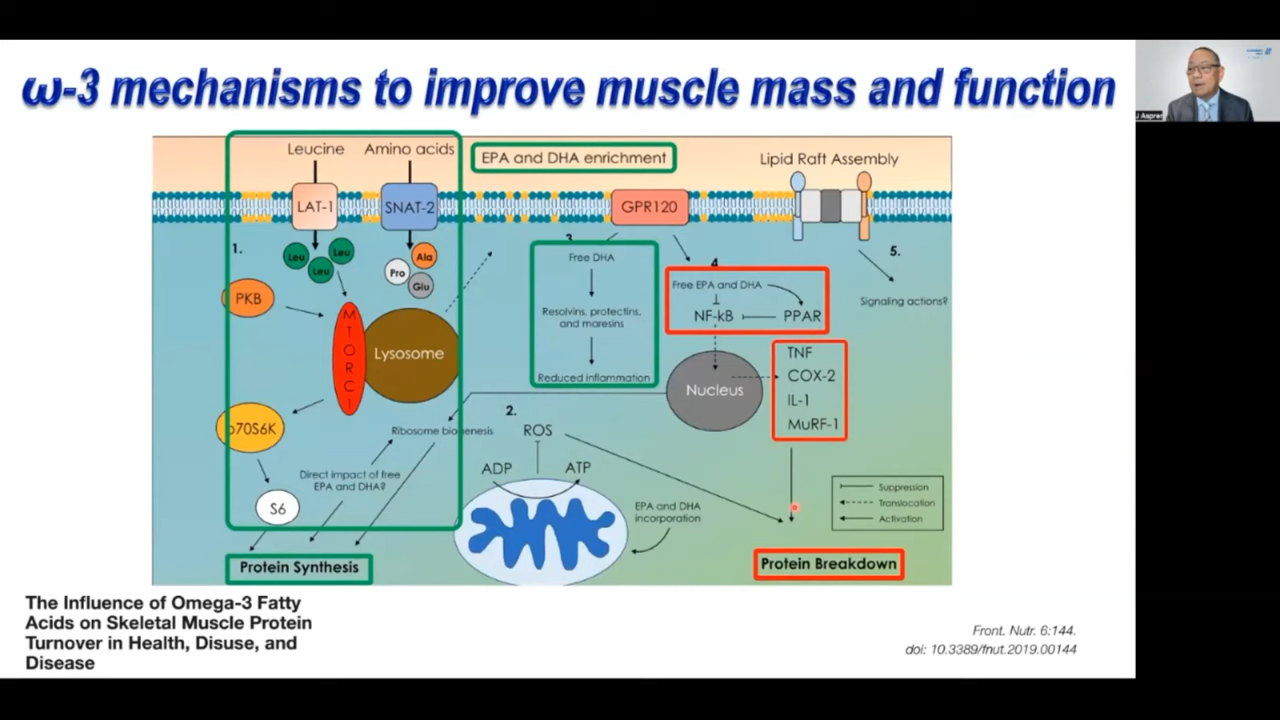 ω-3 mechanisms to improve muscle mass and function
Leucine
Amino acids
EPA and DHA enrichment
Lipid Raft Assembly
LAT-1
SNAT-2
GPR120
1.
Leu
Leu
Leu
Ala
Pro
Glu
PKB
MTORC1
Lysosome
p70S6K
S6
Ribosome biogenesis
Direct impact of free
EPA and DHA?
Protein Synthesis
3
Free DHA
Resolvins, protectins,
and maresins
Reduced inflammation
4
Free EPA and DHA
NF-kB
PPAR
Nucleus
TNF
COX-2
IL-1
MuRF-1
5.
Signaling actions?
2.
ROS
ADP
ATP
EPA and DHA
incorporation
Suppression
Translocation
Activation
Protein Breakdown
The Influence of Omega-3 Fatty
Acids on Skeletal Muscle Protein
Turnover in Health, Disuse, and
Disease
Front. Nutr. 6:144.
doi: 10.3389/fnut.2019.00144